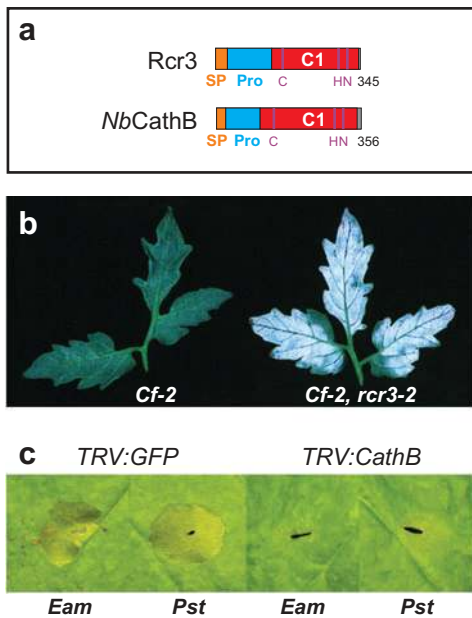 a
Rcr3
C1
SP Pro C HN 345
NbCathB
C1
SP Pro C HN 356
b
Cf-2 Cf-2, rcr3-2
c
TRV:GFP TRV:CathB
Eam Pst Eam Pst